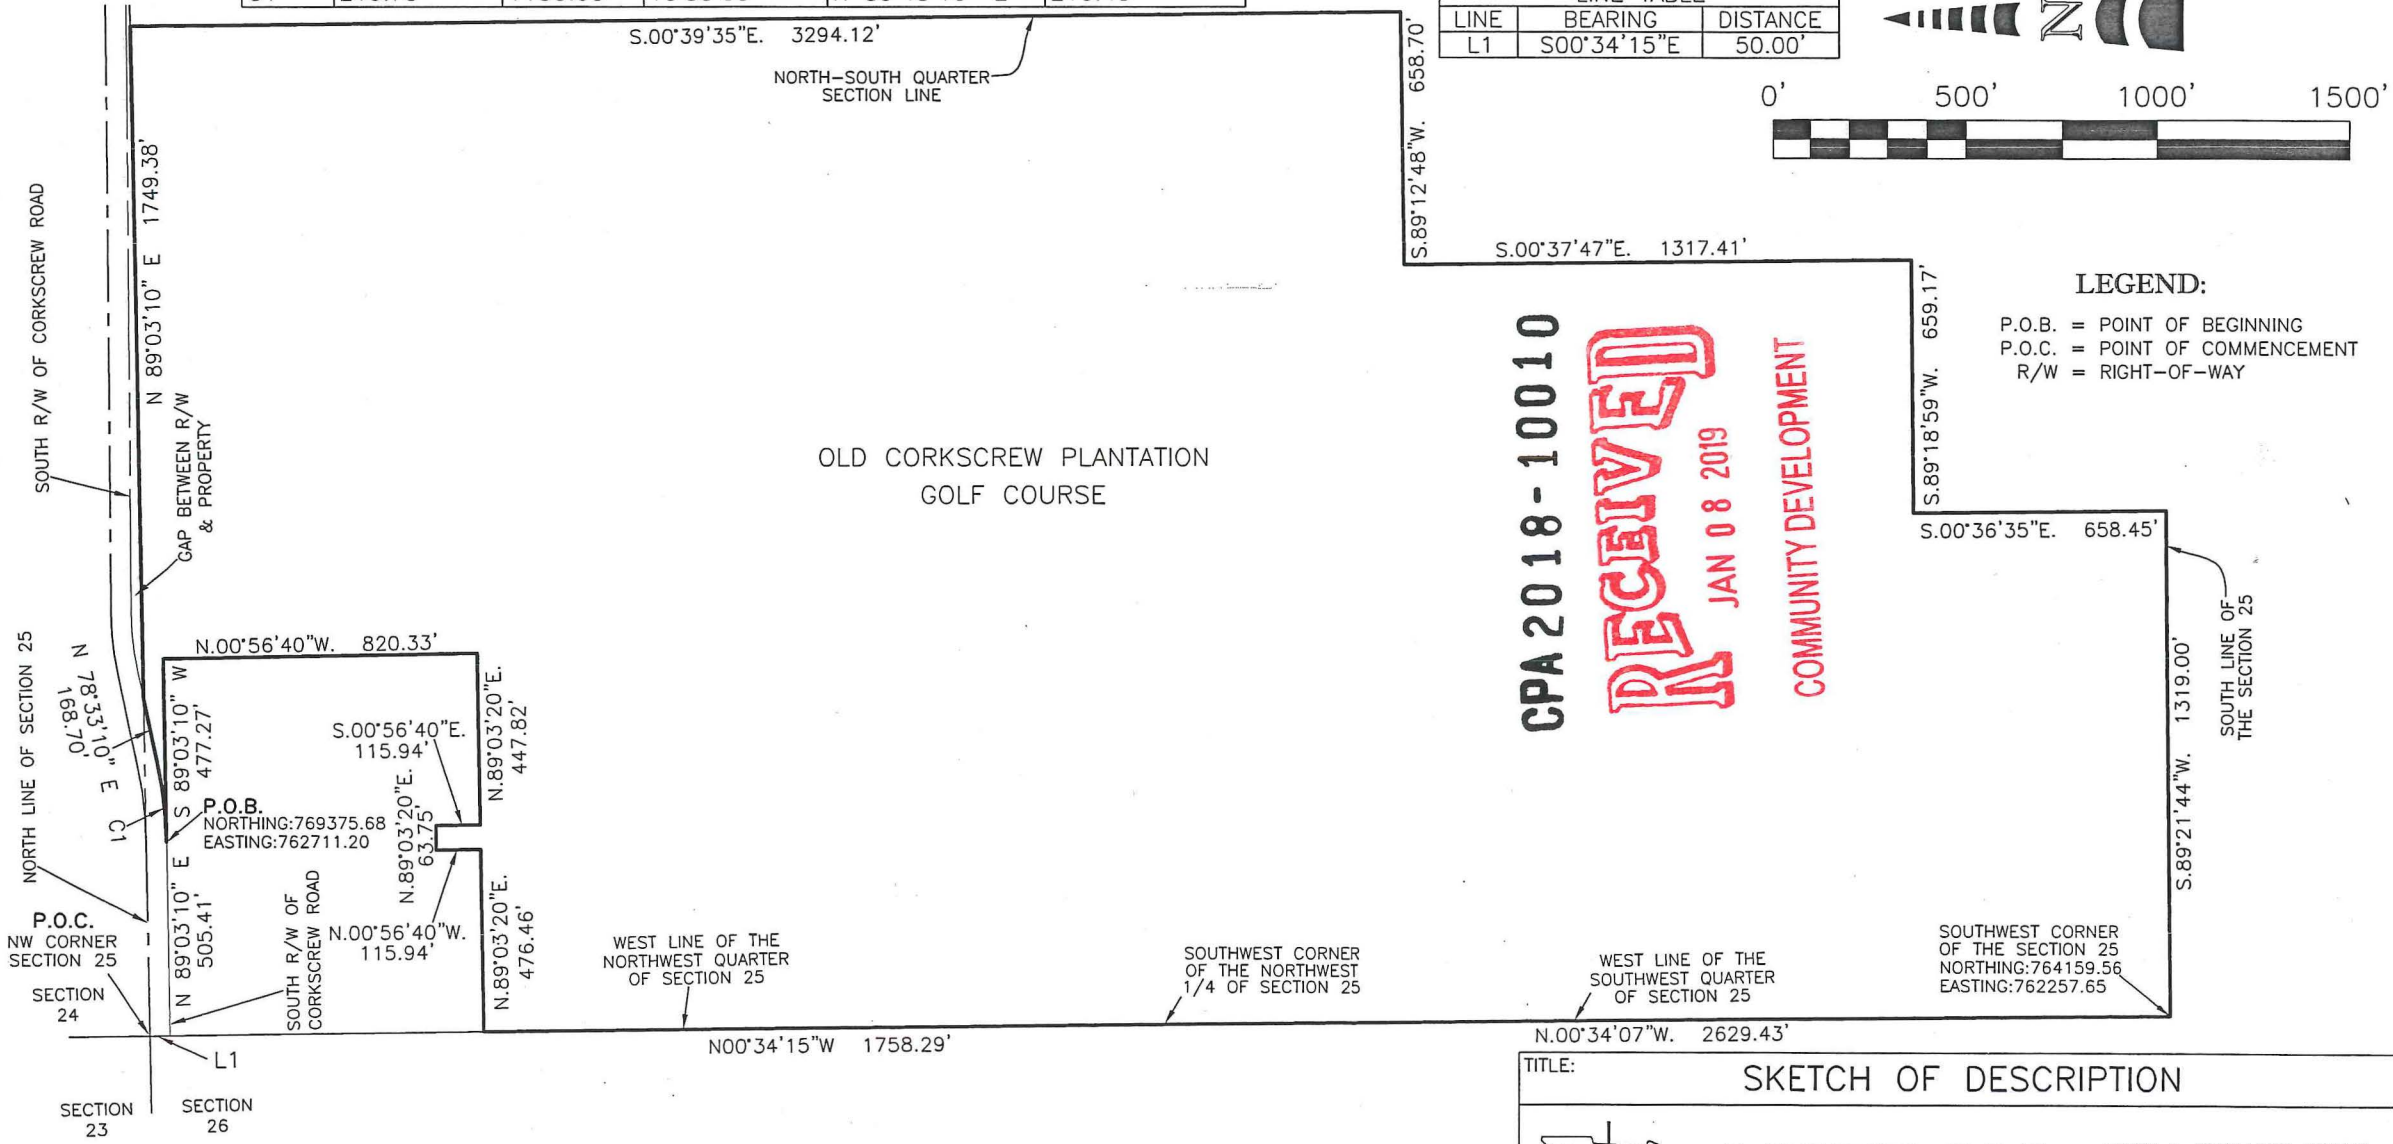 S.00°39'35"E. 3294.12'
NORTH-SOUTH QUARTER
SECTION LINE
658.70'
S.89°12'48"W.
LINE TABLE
LINE BEARING DISTANCE
L1 S00°34'15"E 50.00'
N
0' 500' 1000' 1500'
SOUTH R/W OF CORKSCREW ROAD
N 89°03'10" E 1749.38'
GAP BETWEEN R/W
& PROPERTY
S.00°37'47"E. 1317.41'
S.89°18'59"W. 659.17'
LEGEND:
P.O.B. = POINT OF BEGINNING
P.O.C. = POINT OF COMMENCEMENT
R/W = RIGHT-OF-WAY
OLD CORKSCREW PLANTATION
GOLF COURSE
CPA 2018-10010
RECEIVED
JAN 08 2019
COMMUNITY DEVELOPMENT
S.00°36'35"E. 658.45'
SOUTH LINE OF
THE SECTION 25
S.89°21'44"W. 1319.00'
NORTH LINE OF SECTION 25
N 78°33'10" E
168.70'
C1
N.00°56'40"W. 820.33'
S 89°03'10" W
477.27'
S.00°56'40"E.
115.94'
N.89°03'20"E.
447.82'
N.89°03'20"E.
63.75'
P.O.B.
NORTHING:769375.68
EASTING:762711.20
N 89°03'10" E
505.41'
SOUTH R/W OF
CORKSCREW ROAD
N.00°56'40"W.
115.94'
N.89°03'20"E.
476.46'
P.O.C.
NW CORNER
SECTION 25
SECTION
24
L1
SECTION
23
SECTION
26
WEST LINE OF THE
NORTHWEST QUARTER
OF SECTION 25
N00°34'15"W 1758.29'
SOUTHWEST CORNER
OF THE NORTHWEST
1/4 OF SECTION 25
WEST LINE OF THE
SOUTHWEST QUARTER
OF SECTION 25
N.00°34'07"W. 2629.43'
SOUTHWEST CORNER
OF THE SECTION 25
NORTHING:764159.56
EASTING:762257.65
TITLE:
SKETCH OF DESCRIPTION